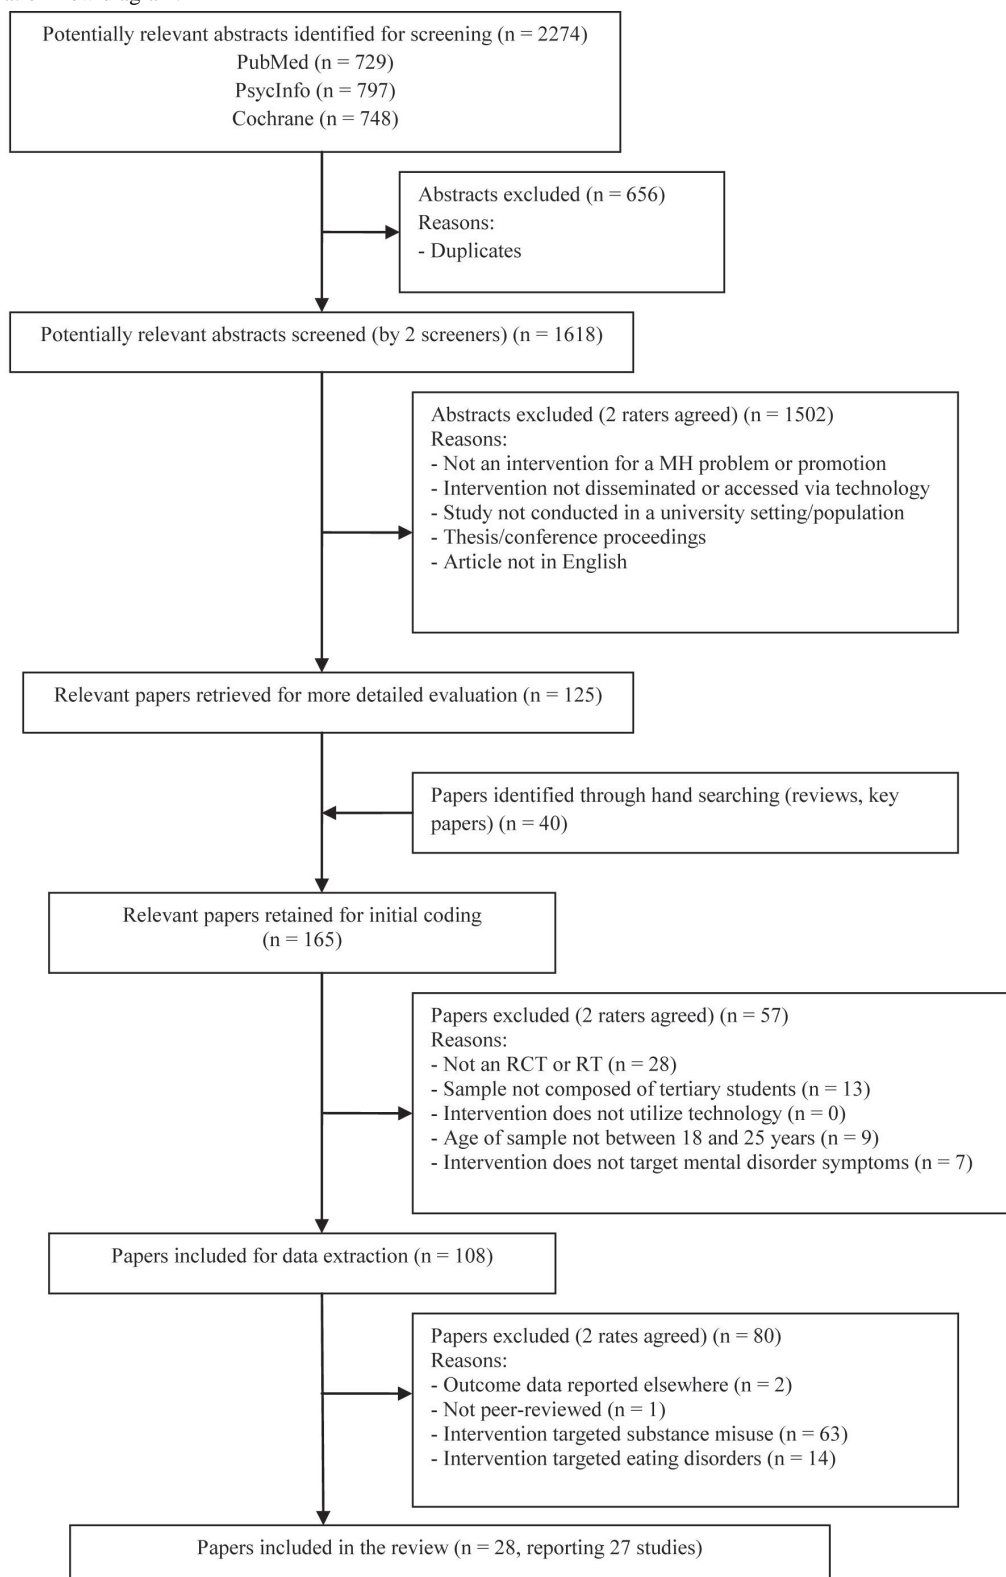 Potentially relevant abstracts identified for screening (n = 2274)
PubMed (n = 729)
PsycInfo (n = 797)
Cochrane (n = 748)
Abstracts excluded (n = 656)
Reasons:
- Duplicates
Potentially relevant abstracts screened (by 2 screeners) (n = 1618)
Abstracts excluded (2 raters agreed) (n = 1502)
Reasons:
- Not an intervention for a MH problem or promotion
- Intervention not disseminated or accessed via technology
- Study not conducted in a university setting/population
- Thesis/conference proceedings
- Article not in English
Relevant papers retrieved for more detailed evaluation (n = 125)
Papers identified through hand searching (reviews, key
papers) (n = 40)
Relevant papers retained for initial coding
(n = 165)
Papers excluded (2 raters agreed) (n = 57)
Reasons:
- Not an RCT or RT (n = 28)
- Sample not composed of tertiary students (n = 13)
- Intervention does not utilize technology (n = 0)
- Age of sample not between 18 and 25 years (n = 9)
- Intervention does not target mental disorder symptoms (n = 7)
Papers included for data extraction (n = 108)
Papers excluded (2 rates agreed) (n = 80)
Reasons:
- Outcome data reported elsewhere (n = 2)
- Not peer-reviewed (n = 1)
- Intervention targeted substance misuse (n = 63)
- Intervention targeted eating disorders (n = 14)
Papers included in the review (n = 28, reporting 27 studies)